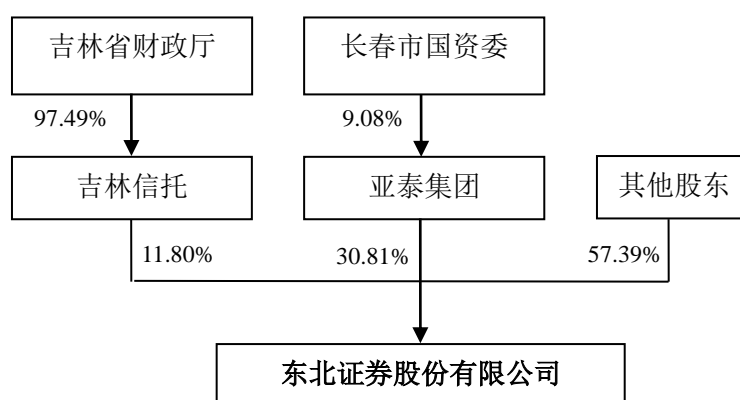 吉林省财政厅
长春市国资委
97.49%
9.08%
吉林信托
亚泰集团
其他股东
11.80%
30.81%
57.39%
东北证券股份有限公司